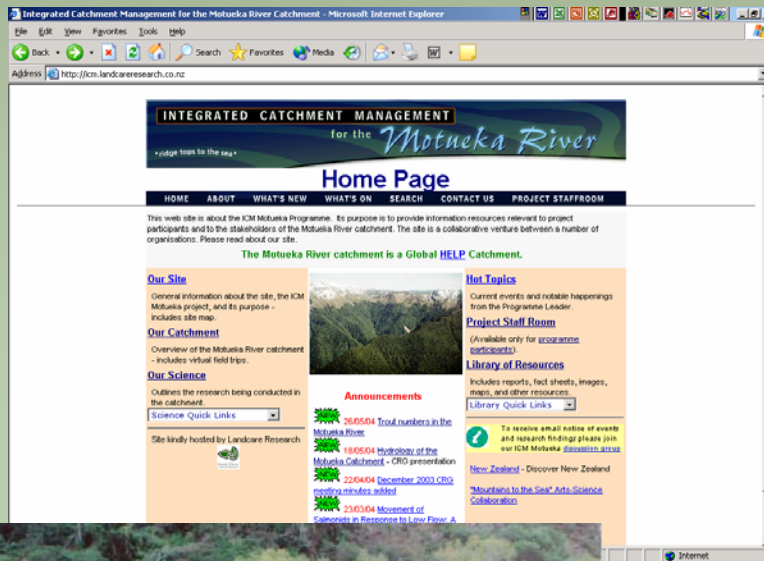 Integrated Catchment Management for the Motueka River Catchment - Microsoft Internet Explorer
File Edit View Favorites Tools Help
Back Search Favorites Media
Address http://icm.landcareresearch.co.nz
INTEGRATED CATCHMENT MANAGEMENT
for the Motueka River
"ridge tops to the sea"
Home Page
HOME ABOUT WHAT'S NEW WHAT'S ON SEARCH CONTACT US PROJECT STAFFROOM
This web site is about the ICM Motueka Programme. Its purpose is to provide information resources relevant to project
participants and to the stakeholders of the Motueka River catchment. The site is a collaborative venture between a number of
organisations. Please read about our site.
The Motueka River catchment is a Global HELP Catchment.
Our Site
General information about the site, the ICM
Motueka project, and its purpose -
includes site map.
Our Catchment
Overview of the Motueka River catchment
- includes virtual field trips.
Our Science
Outlines the research being conducted in
the catchment.
Science Quick Links
Site kindly hosted by Landcare Research
Announcements
NEW 26/05/04 Trout numbers in the
Motueka River
NEW 18/05/04 Hydrology of the
Motueka Catchment - CRG presentation
NEW 22/04/04 December 2003 CRG
meeting minutes added
NEW 23/03/04 Movement of
Salmonids in Response to Low Flow: A
Hot Topics
Current events and notable happenings
from the Programme Leader.
Project Staff Room
(Available only for programme
participants).
Library of Resources
Includes reports, fact sheets, images,
maps, and other resources.
Library Quick Links
To receive email notice of events
and research findings please join
our ICM Motueka discussion group
New Zealand - Discover New Zealand
"Mountains to the Sea" Arts-Science
Collaboration
Internet